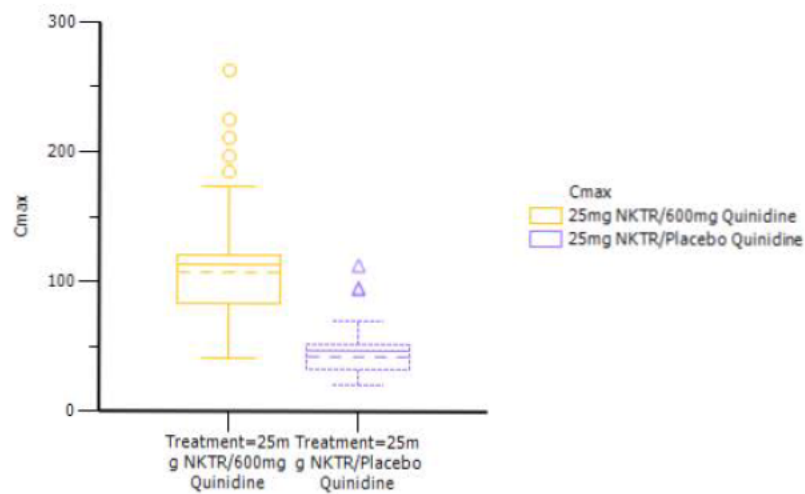 300
200
100
0
Cmax
Cmax
25mg NKTR/600mg Quinidine
25mg NKTR/Placebo Quinidine
Treatment=25m
g NKTR/600mg
Quinidine
Treatment=25m
g NKTR/Placebo
Quinidine